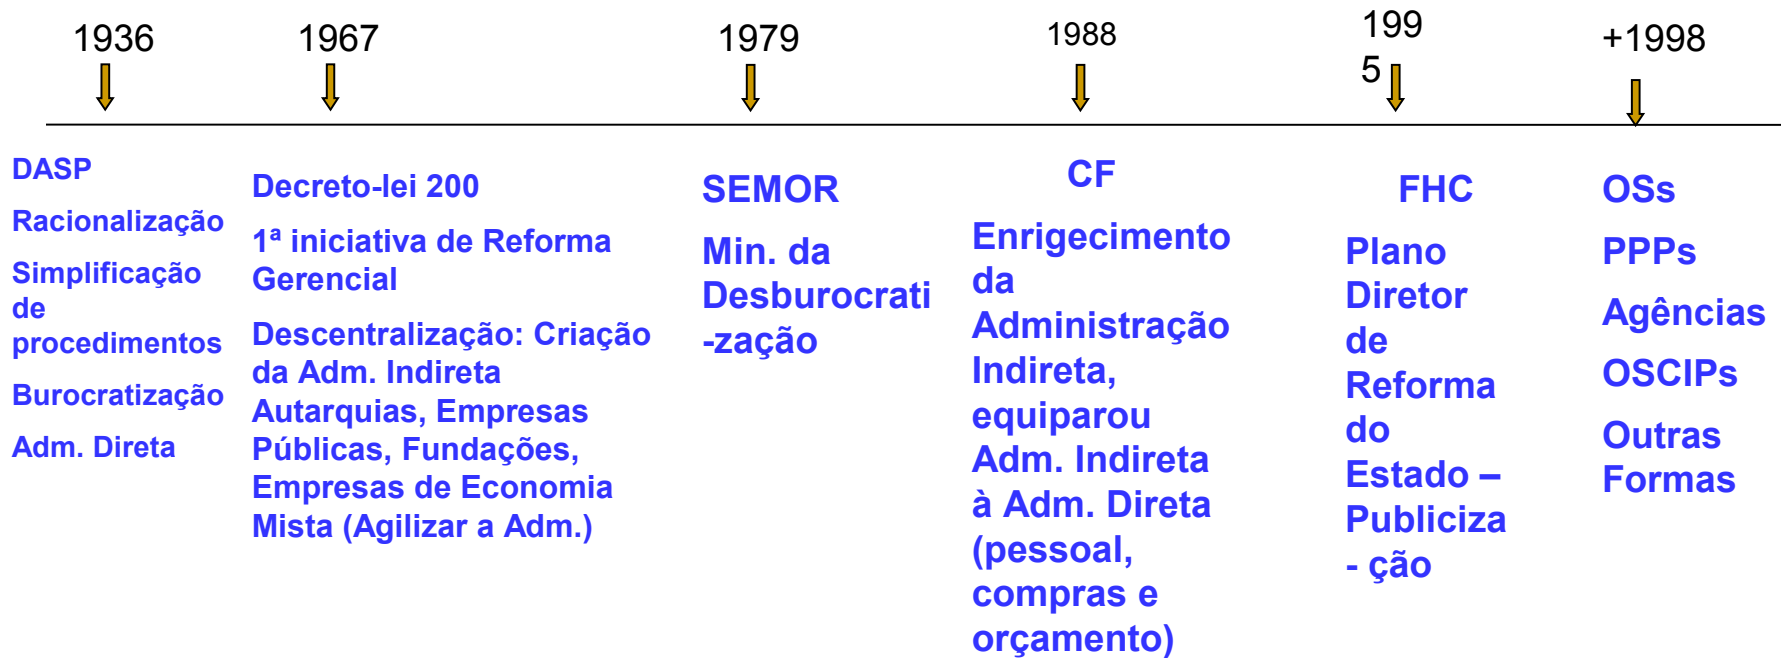 1936
1967
1979
1988
199
5
+1998
DASP
Racionalização
Simplificação
de
procedimentos
Burocratização
Adm. Direta
Decreto-lei 200
1ª iniciativa de Reforma
Gerencial
Descentralização: Criação
da Adm. Indireta
Autarquias, Empresas
Públicas, Fundações,
Empresas de Economia
Mista (Agilizar a Adm.)
SEMOR
Min. da
Desburocrati
-zação
CF
Enrigecimento
da
Administração
Indireta,
equiparou
Adm. Indireta
à Adm. Direta
(pessoal,
compras e
orçamento)
FHC
Plano
Diretor
de
Reforma
do
Estado –
Publiciza
- ção
OSs
PPPs
Agências
OSCIPs
Outras
Formas